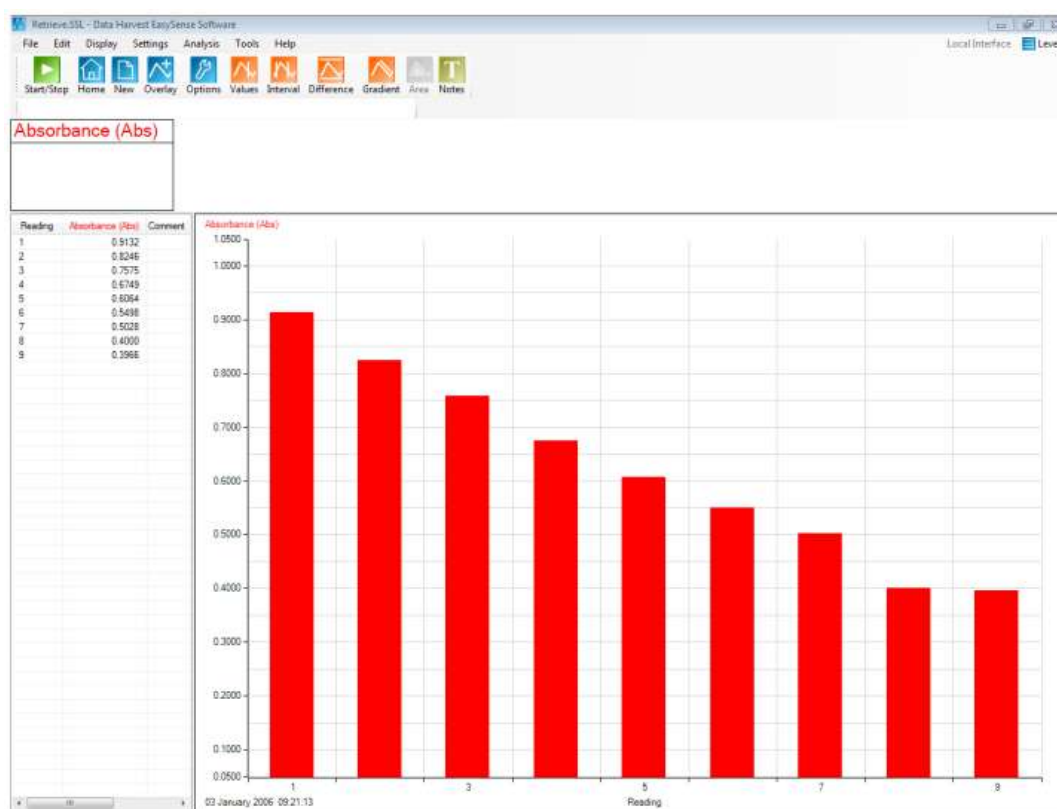 Retrieve.SSL - Data Harvest EasySense Software
File Edit Display Settings Analysis Tools Help
Local Interface
Start/Stop Home New Overlay Options Values Interval Difference Gradient Area Notes
Absorbance (Abs)
Reading Absorbance (Abs) Comment
1 0.9132
2 0.8246
3 0.7575
4 0.6749
5 0.6064
6 0.5498
7 0.5028
8 0.4000
9 0.3966
Absorbance (Abs)
1.0500
1.0000
0.9000
0.8000
0.7000
0.6000
0.5000
0.4000
0.3000
0.2000
0.1000
0.0500
1 3 5 7 9
03 January 2006 09:21:13 Reading